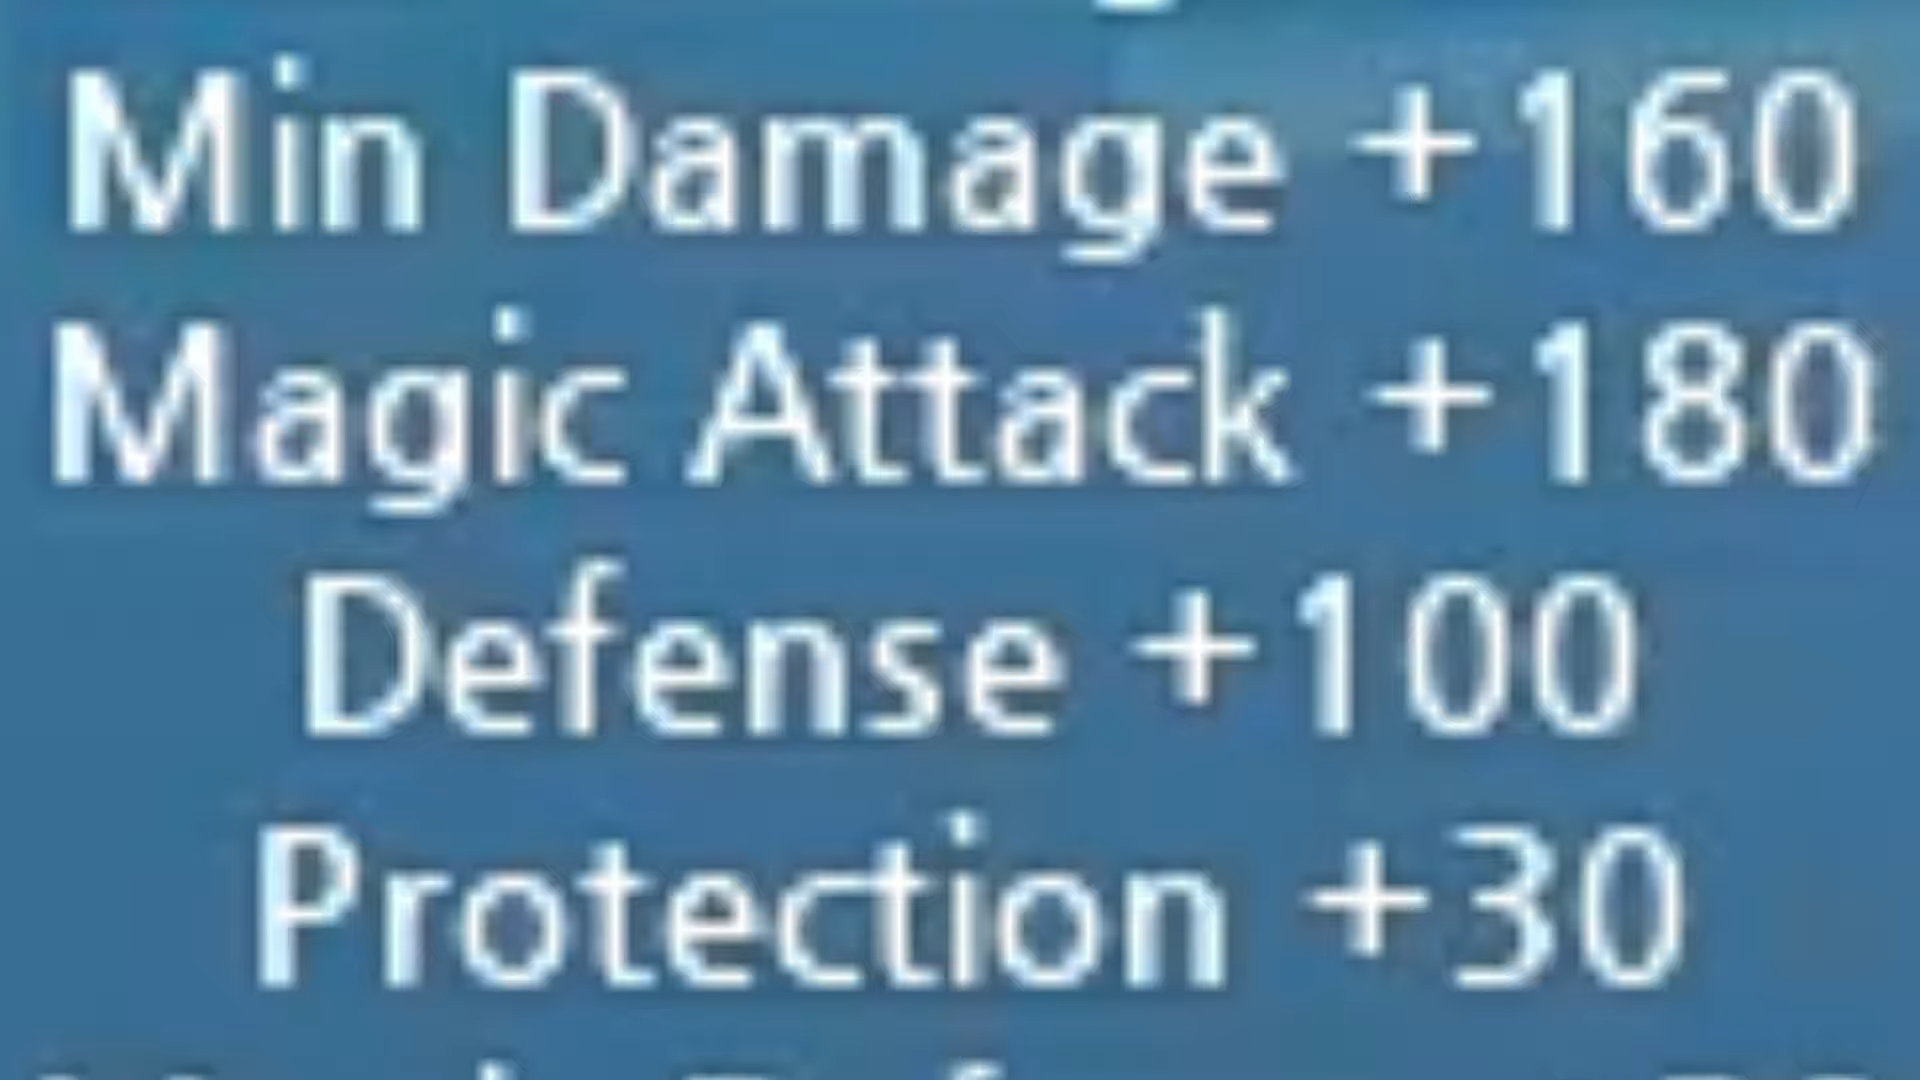 Min Damage +160
Magic Attack +180
Defense +100
Protection +30